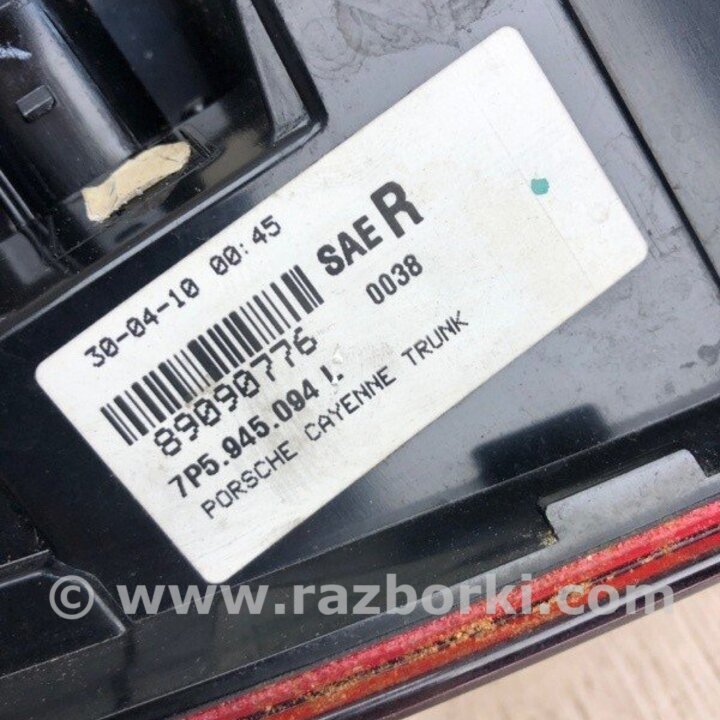 30-04-10 00:45
SAE R
89090776
0038
7P5.945.094
PORSCHE CAYENNE TRUNK
© www.razborki.com